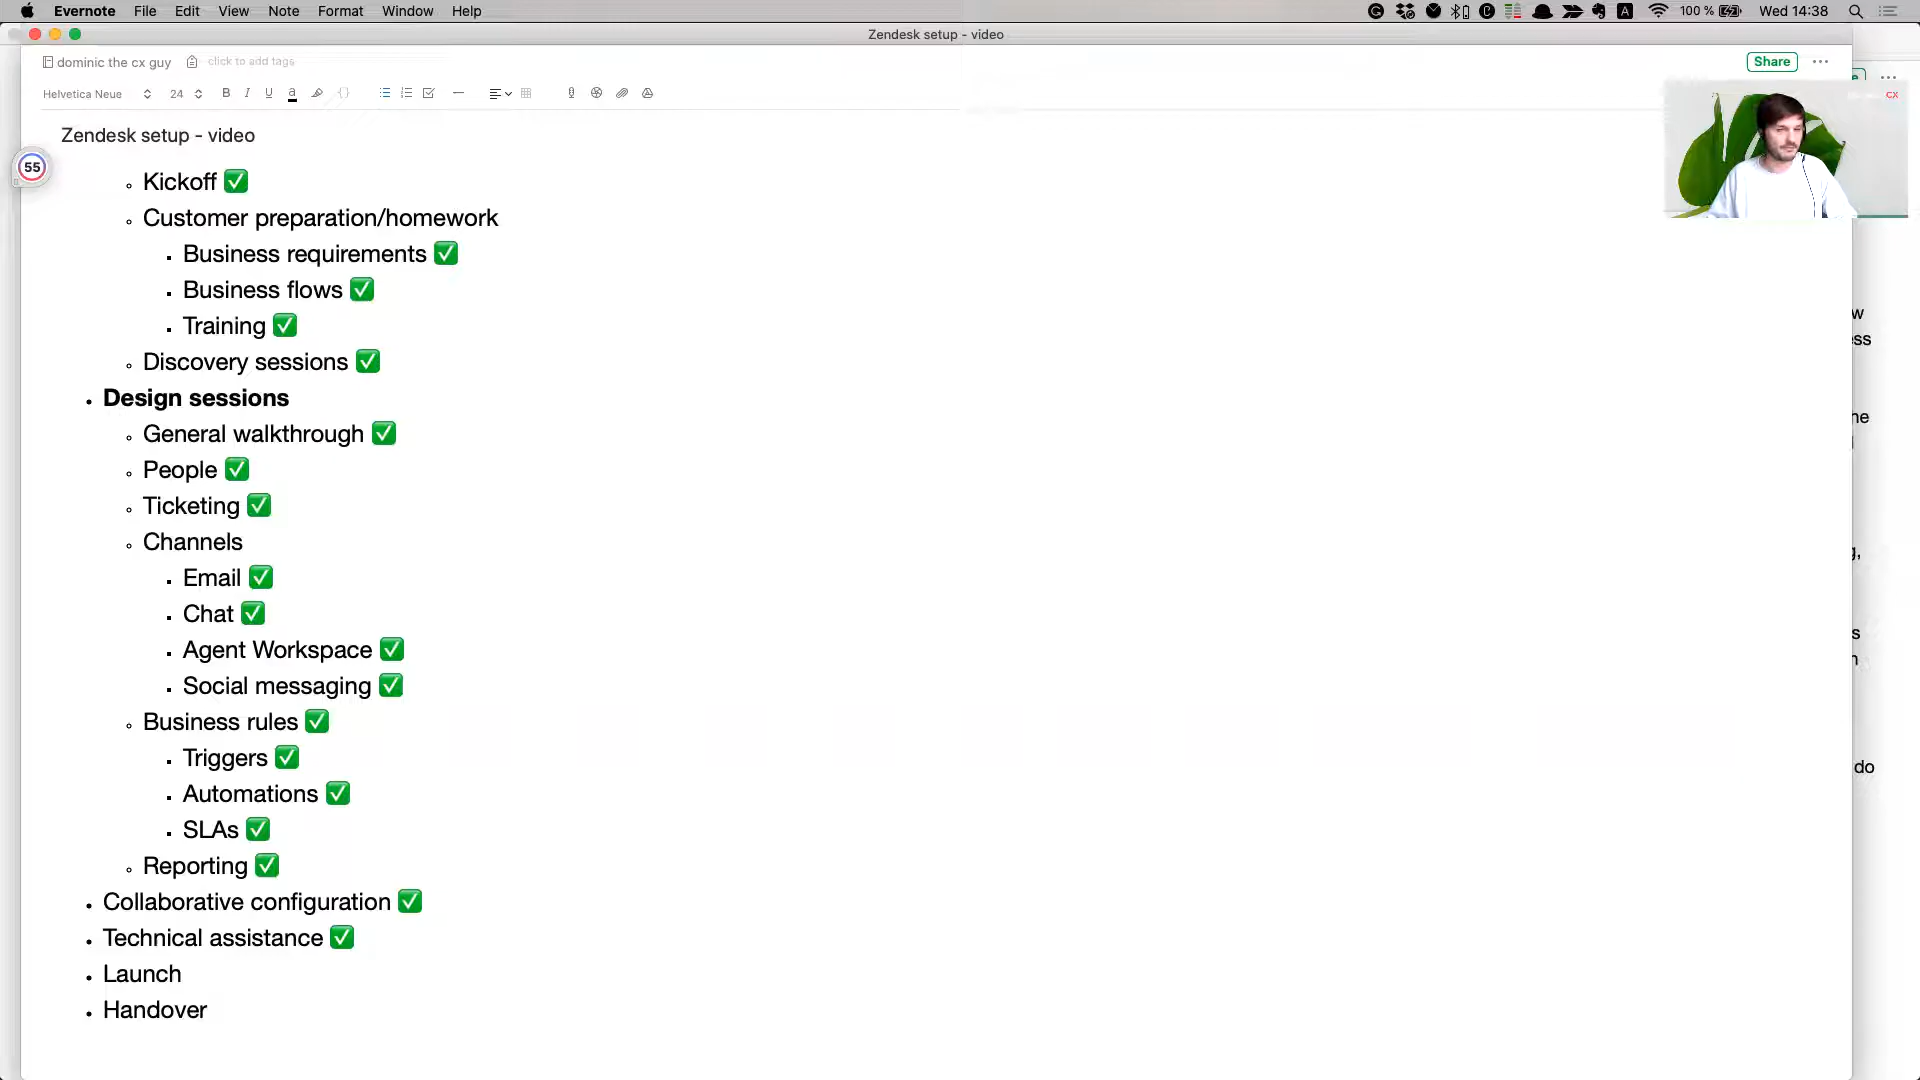 Evernote File Edit View Note Format Window Help 100 % Wed 14:38
Zendesk setup - video
dominic the cx guy click to add tags Share
Helvetica Neue 24 B I U a
CX
Zendesk setup - video
55
Kickoff ✅
Customer preparation/homework
Business requirements ✅
Business flows ✅
Training ✅
Discovery sessions ✅
Design sessions
General walkthrough ✅
People ✅
Ticketing ✅
Channels
Email ✅
Chat ✅
Agent Workspace ✅
Social messaging ✅
Business rules ✅
Triggers ✅
Automations ✅
SLAs ✅
Reporting ✅
Collaborative configuration ✅
Technical assistance ✅
Launch
Handover
do